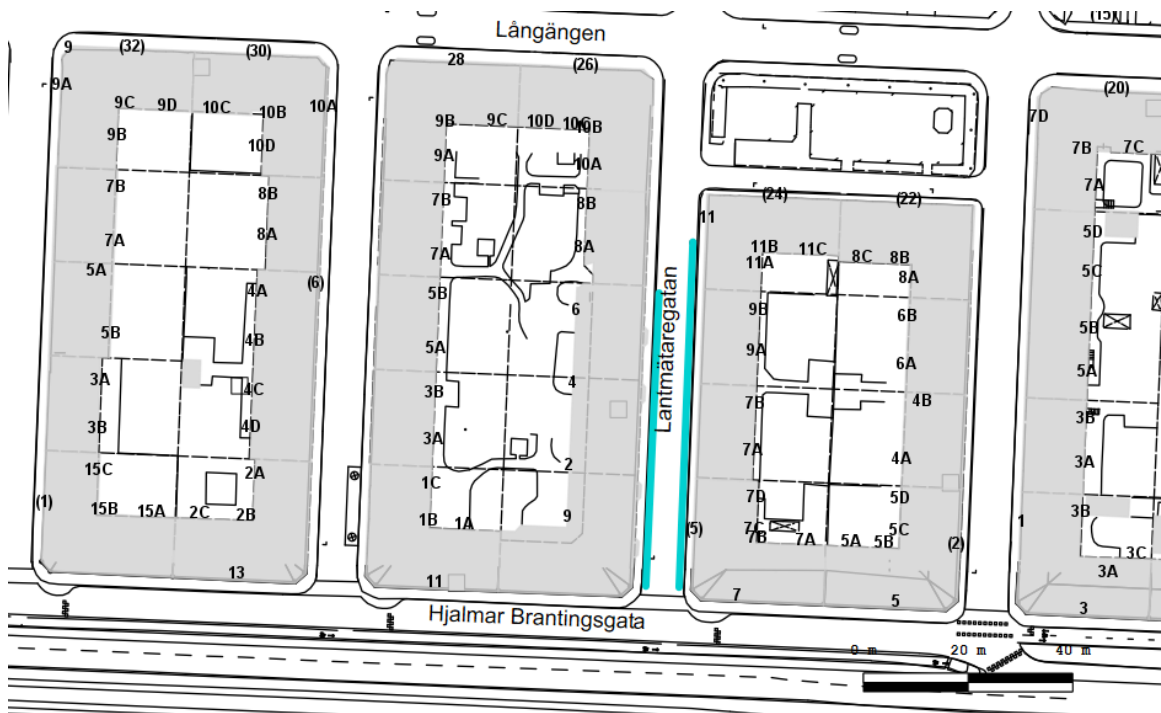 Långängen
(15)
9
(32)
(30)
9A
9C
9D
10C
10B
10A
9B
10D
7B
8B
7A
8A
5A
(6)
4A
5B
4B
3A
4C
3B
4D
15C
2A
(1)
15B
15A
2C
2B
13
28
(26)
9B
9C
10D
10C
10B
9A
10A
7B
8B
7A
8A
5B
6
5A
4
3B
3A
2
1C
1B
1A
9
11
Lantmätaregatan
11
(24)
(22)
11B
11C
8C
8B
11A
8A
9B
6B
9A
6A
7B
4B
7A
4A
7D
5D
(5)
7C
5C
7B
7A
5A
5B
(2)
7
5
(20)
7D
7B
7C
7A
5D
5C
5B
5A
3B
3A
3B
1
3C
3A
3
Hjalmar Brantingsgata
0 m
20 m
40 m